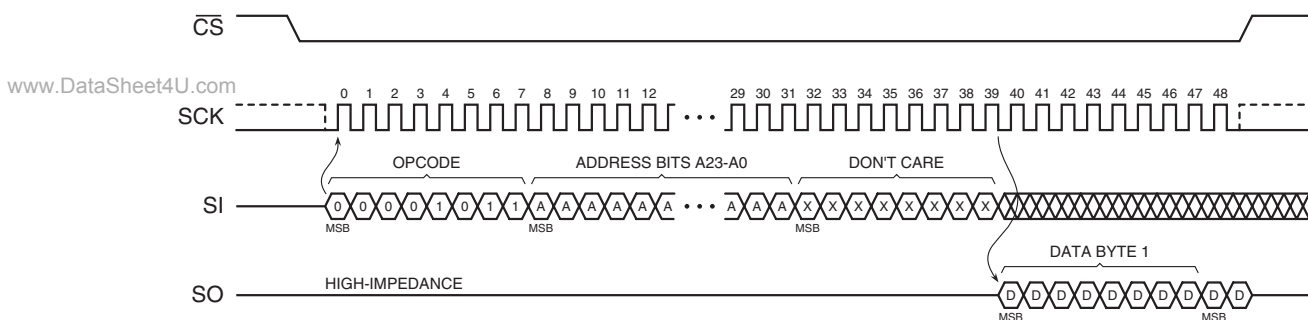 CS
www.DataSheet4U.com
0 1 2 3 4 5 6 7 8 9 10 11 12 29 30 31 32 33 34 35 36 37 38 39 40 41 42 43 44 45 46 47 48
SCK
OPCODE ADDRESS BITS A23-A0 DON'T CARE
SI 0 0 0 0 1 0 1 1 A A A A A A A A A X X X X X X X X
MSB MSB MSB
DATA BYTE 1
HIGH-IMPEDANCE
SO D D D D D D D D D D
MSB MSB